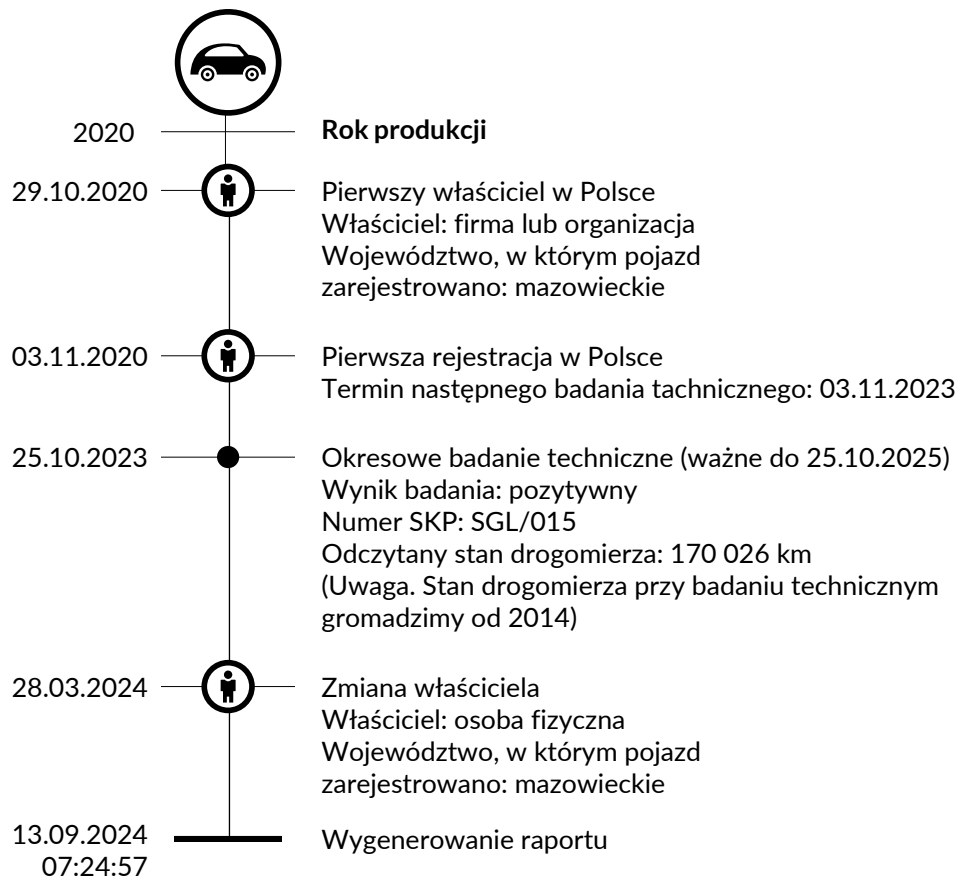 2020 Rok produkcji
29.10.2020 Pierwszy właściciel w Polsce
Właściciel: firma lub organizacja
Województwo, w którym pojazd
zarejestrowano: mazowieckie
03.11.2020 Pierwsza rejestracja w Polsce
Termin następnego badania tachnicznego: 03.11.2023
25.10.2023 Okresowe badanie techniczne (ważne do 25.10.2025)
Wynik badania: pozytywny
Numer SKP: SGL/015
Odczytany stan drogomierza: 170 026 km
(Uwaga. Stan drogomierza przy badaniu technicznym
gromadzimy od 2014)
28.03.2024 Zmiana właściciela
Właściciel: osoba fizyczna
Województwo, w którym pojazd
zarejestrowano: mazowieckie
13.09.2024 Wygenerowanie raportu
07:24:57